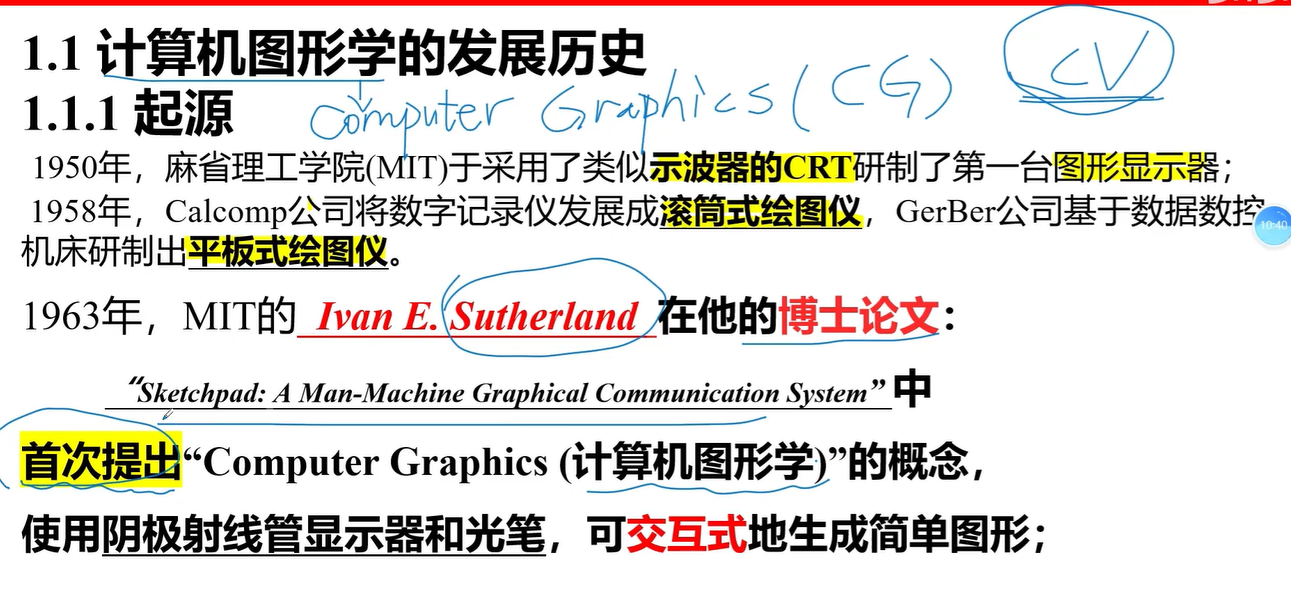 1.1 计算机图形学的发展历史
CV
1.1.1 起源
Computer Graphics (CG)
1950年，麻省理工学院(MIT)于采用了类似示波器的CRT研制了第一台图形显示器；
1958年，Calcomp公司将数字记录仪发展成滚筒式绘图仪，GerBer公司基于数据数控
机床研制出平板式绘图仪。
10:40
1963年，MIT的 Ivan E. Sutherland 在他的博士论文：
“Sketchpad: A Man-Machine Graphical Communication System”中
首次提出“Computer Graphics (计算机图形学)”的概念，
使用阴极射线管显示器和光笔，可交互式地生成简单图形；